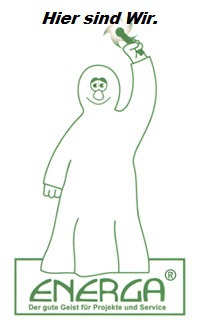 Hier sind Wir.
ENERGA®
Der gute Geist für Projekte und Service